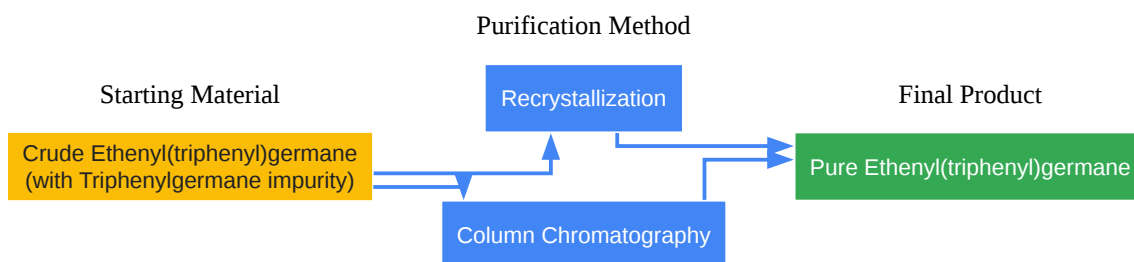 Purification Method
Starting Material
Recrystallization
Final Product
Crude Ethenyl(triphenyl)germane
(with Triphenylgermane impurity)
Pure Ethenyl(triphenyl)germane
Column Chromatography